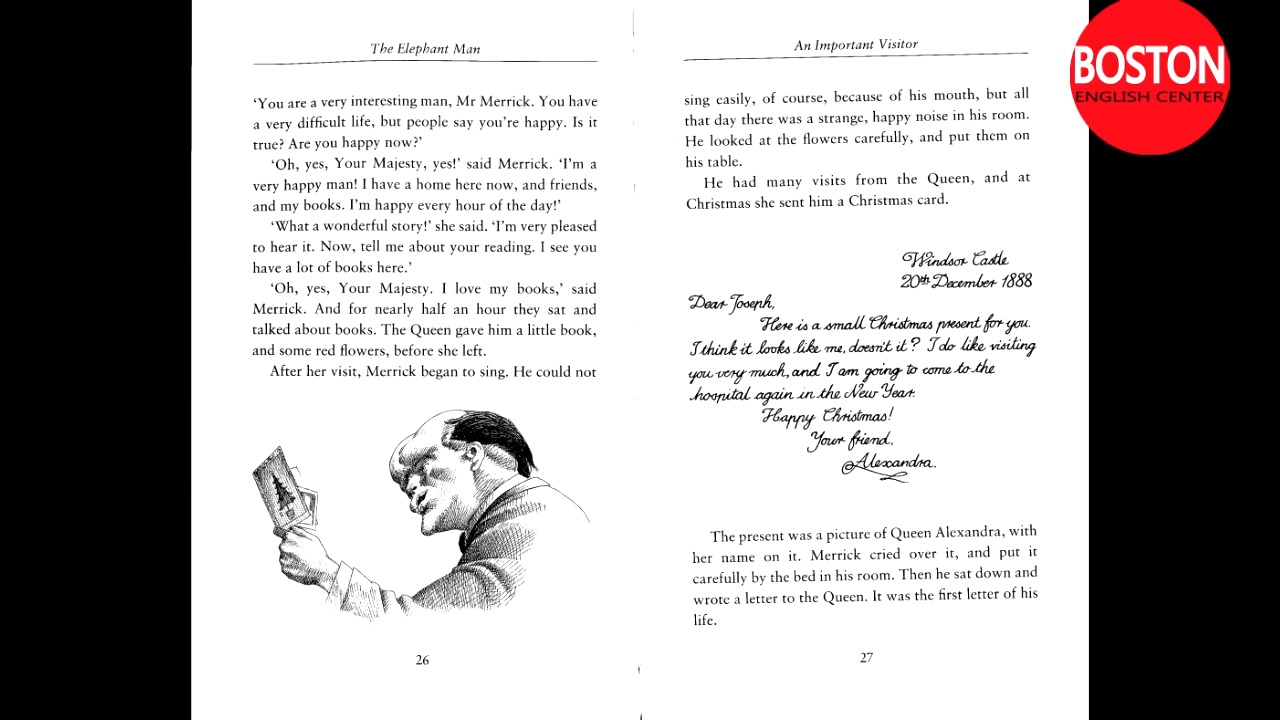 The Elephant Man
‘You are a very interesting man, Mr Merrick. You have
a very difficult life, but people say you're happy. Is it
true? Are you happy now?’
‘Oh, yes, Your Majesty, yes!’ said Merrick. ‘I'm a
very happy man! I have a home here now, and friends,
and my books. I'm happy every hour of the day!’
‘What a wonderful story!’ she said. ‘I'm very pleased
to hear it. Now, tell me about your reading. I see you
have a lot of books here.’
‘Oh, yes, Your Majesty. I love my books,’ said
Merrick. And for nearly half an hour they sat and
talked about books. The Queen gave him a little book,
and some red flowers, before she left.
After her visit, Merrick began to sing. He could not
26
An Important Visitor
sing easily, of course, because of his mouth, but all
that day there was a strange, happy noise in his room.
He looked at the flowers carefully, and put them on
his table.
He had many visits from the Queen, and at
Christmas she sent him a Christmas card.
Windsor Castle
20th December 1888
Dear Joseph,
Here is a small Christmas present for you.
I think it looks like me, doesn't it? I do like visiting
you very much, and I am going to come to the
hospital again in the New Year.
Happy Christmas!
Your friend,
Alexandra.
The present was a picture of Queen Alexandra, with
her name on it. Merrick cried over it, and put it
carefully by the bed in his room. Then he sat down and
wrote a letter to the Queen. It was the first letter of his
life.
27
BOSTON
ENGLISH CENTER